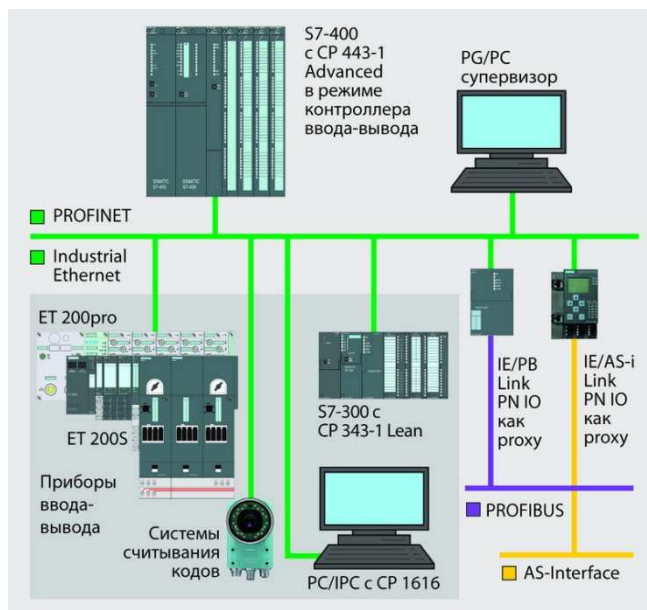 S7-400
с CP 443-1
Advanced
в режиме
контроллера
ввода-вывода
PG/PC
супервизор
PROFINET
Industrial
Ethernet
ET 200pro
ET 200S
Приборы
ввода-
вывода
Системы
считывания
кодов
S7-300 с
CP 343-1 Lean
PC/IPC с CP 1616
IE/PB
Link
PN IO
как
proxy
IE/AS-i
Link
PN IO
как
proxy
PROFIBUS
AS-Interface